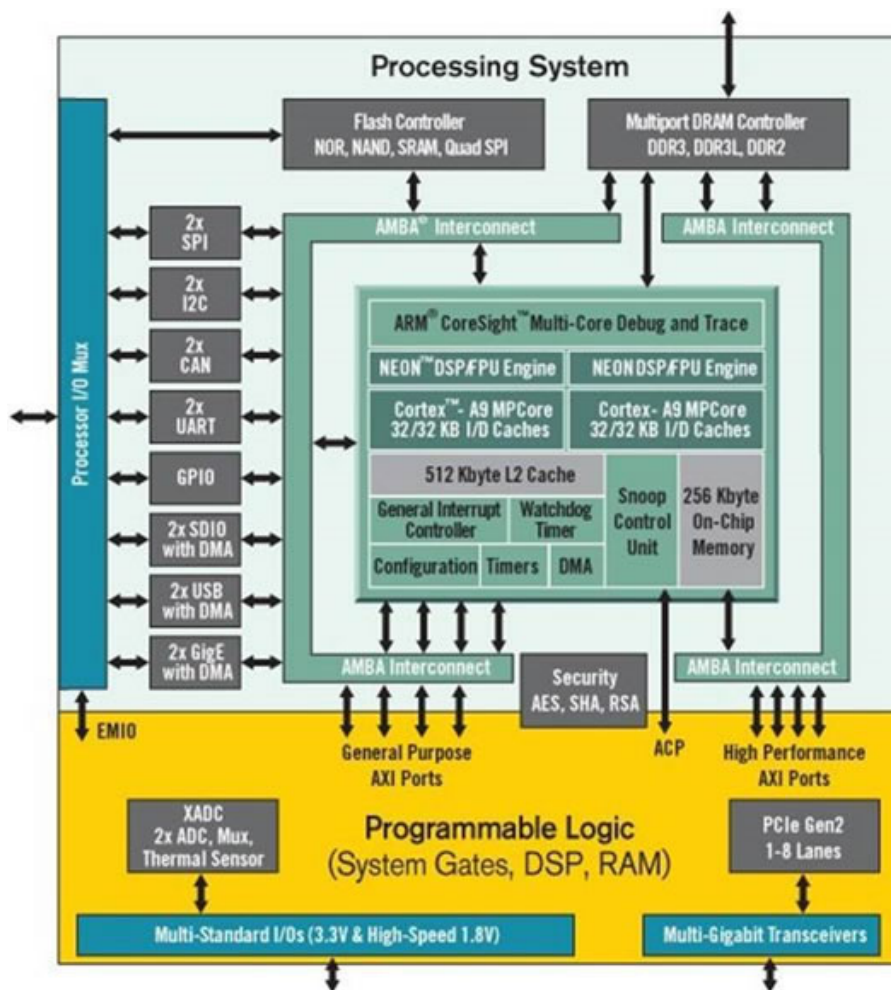 Processing System
Flash Controller
NOR, NAND, SRAM, Quad SPI
Multiport DRAM Controller
DDR3, DDR3L, DDR2
Processor I/O Mux
2x
SPI
2x
I2C
2x
CAN
2x
UART
GPIO
2x SDIO
with DMA
2x USB
with DMA
2x GigE
with DMA
AMBA® Interconnect
AMBA Interconnect
ARM® CoreSight™ Multi-Core Debug and Trace
NEON™ DSP/FPU Engine
NEON DSP/FPU Engine
Cortex™- A9 MPCore
32/32 KB I/D Caches
Cortex- A9 MPCore
32/32 KB I/D Caches
512 Kbyte L2 Cache
General Interrupt
Controller
Watchdog
Timer
Configuration
Timers
DMA
Snoop
Control
Unit
256 Kbyte
On-Chip
Memory
AMBA Interconnect
Security
AES, SHA, RSA
AMBA Interconnect
EMIO
General Purpose
AXI Ports
ACP
High Performance
AXI Ports
XADC
2x ADC, Mux,
Thermal Sensor
Programmable Logic
(System Gates, DSP, RAM)
PCIe Gen2
1-8 Lanes
Multi-Standard I/Os (3.3V & High-Speed 1.8V)
Multi-Gigabit Transceivers